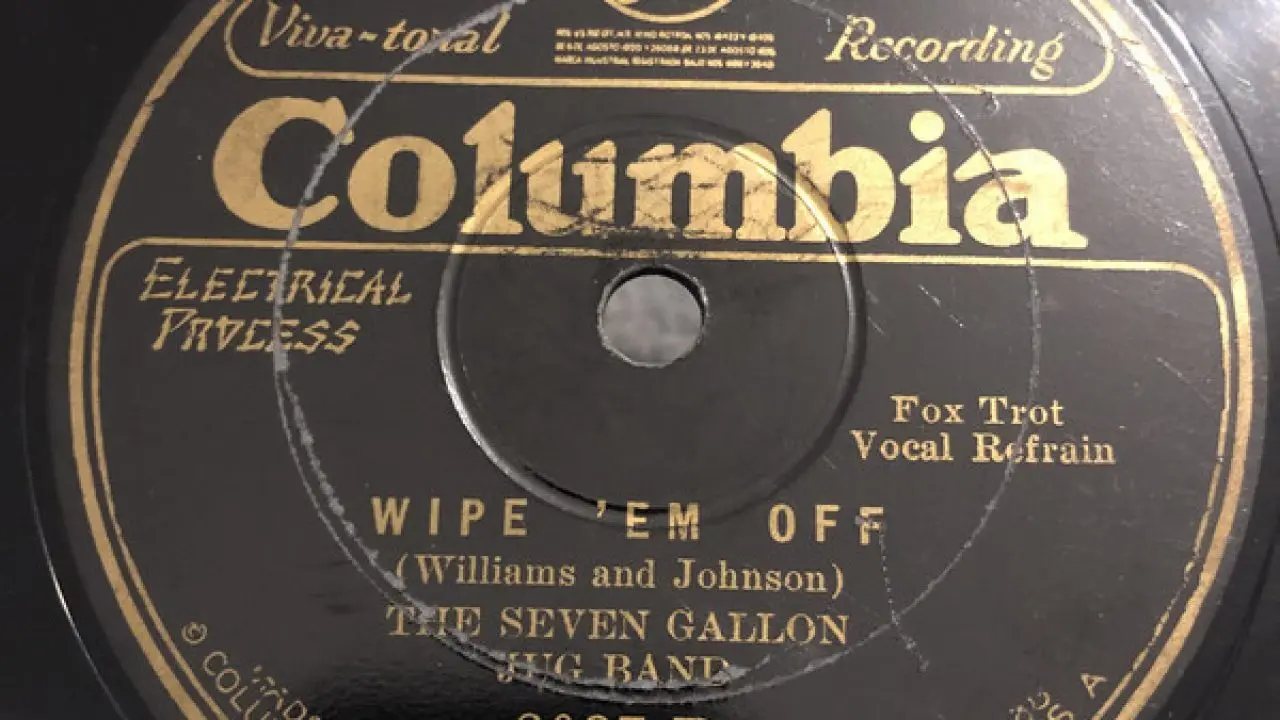 Viva-tonal Recording
Columbia
ELECTRICAL
PROCESS
Fox Trot
Vocal Refrain
WIPE 'EM OFF
(Williams and Johnson)
THE SEVEN GALLON
JUG BAND